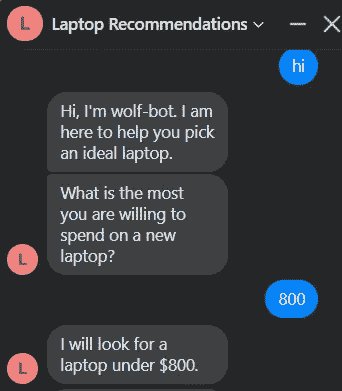 L Laptop Recommendations
hi
Hi, I'm wolf-bot. I am
here to help you pick
an ideal laptop.
What is the most
you are willing to
spend on a new
laptop?
L
800
I will look for a
laptop under $800.
L